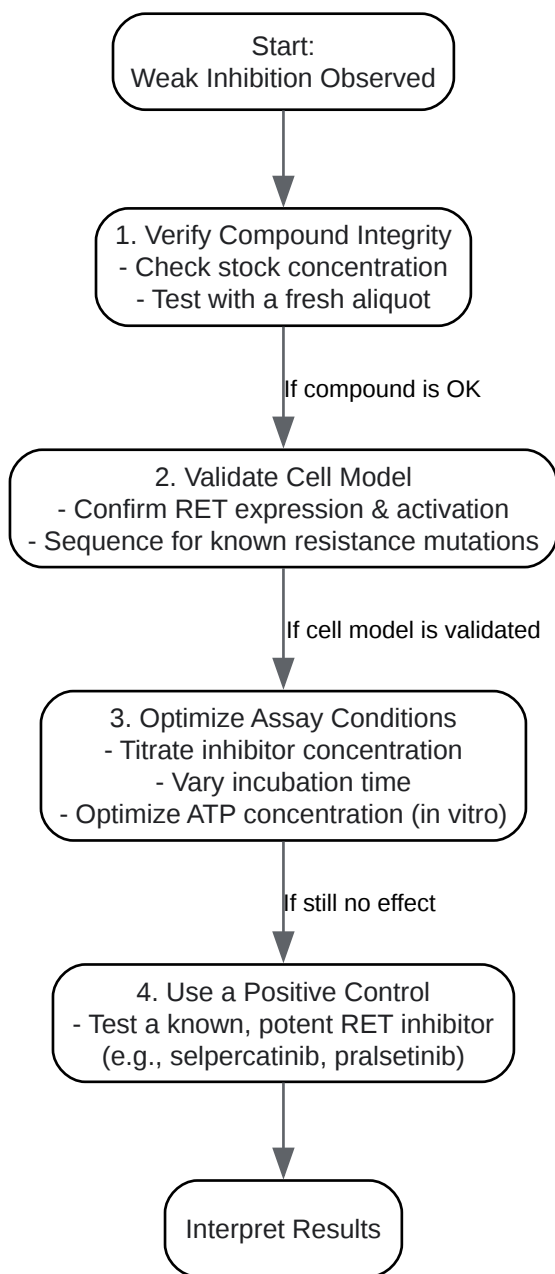 Start:
Weak Inhibition Observed
1. Verify Compound Integrity
- Check stock concentration
- Test with a fresh aliquot
If compound is OK
2. Validate Cell Model
- Confirm RET expression & activation
- Sequence for known resistance mutations
If cell model is validated
3. Optimize Assay Conditions
- Titrate inhibitor concentration
- Vary incubation time
- Optimize ATP concentration (in vitro)
If still no effect
4. Use a Positive Control
- Test a known, potent RET inhibitor
(e.g., selpercatinib, pralsetinib)
Interpret Results